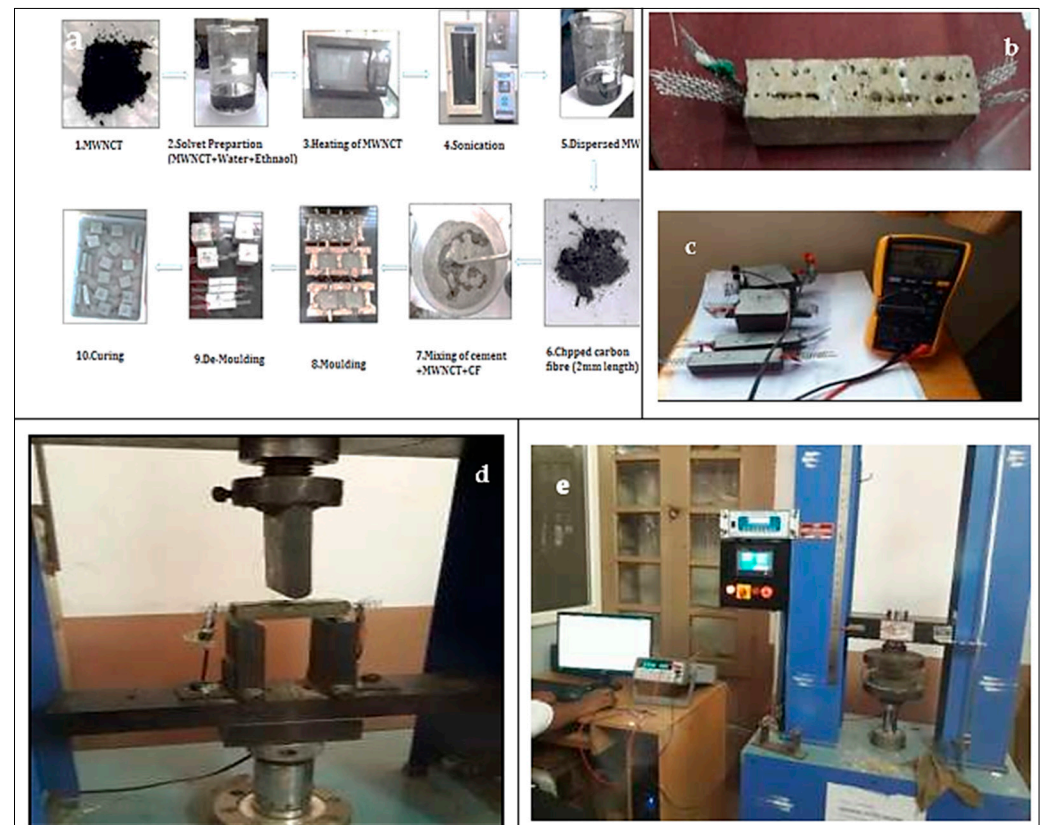 a
1.MWNCT
2.Solvet Prepartion
(MWNCT+Water+Ethnaol)
3.Heating of MWNCT
4.Sonication
5.Dispersed MW
10.Curing
9.De-Moulding
8.Moulding
7.Mixing of cement
+MWNCT+CF
6.Chpped carbon
fibre (2mm length)
b
c
d
e